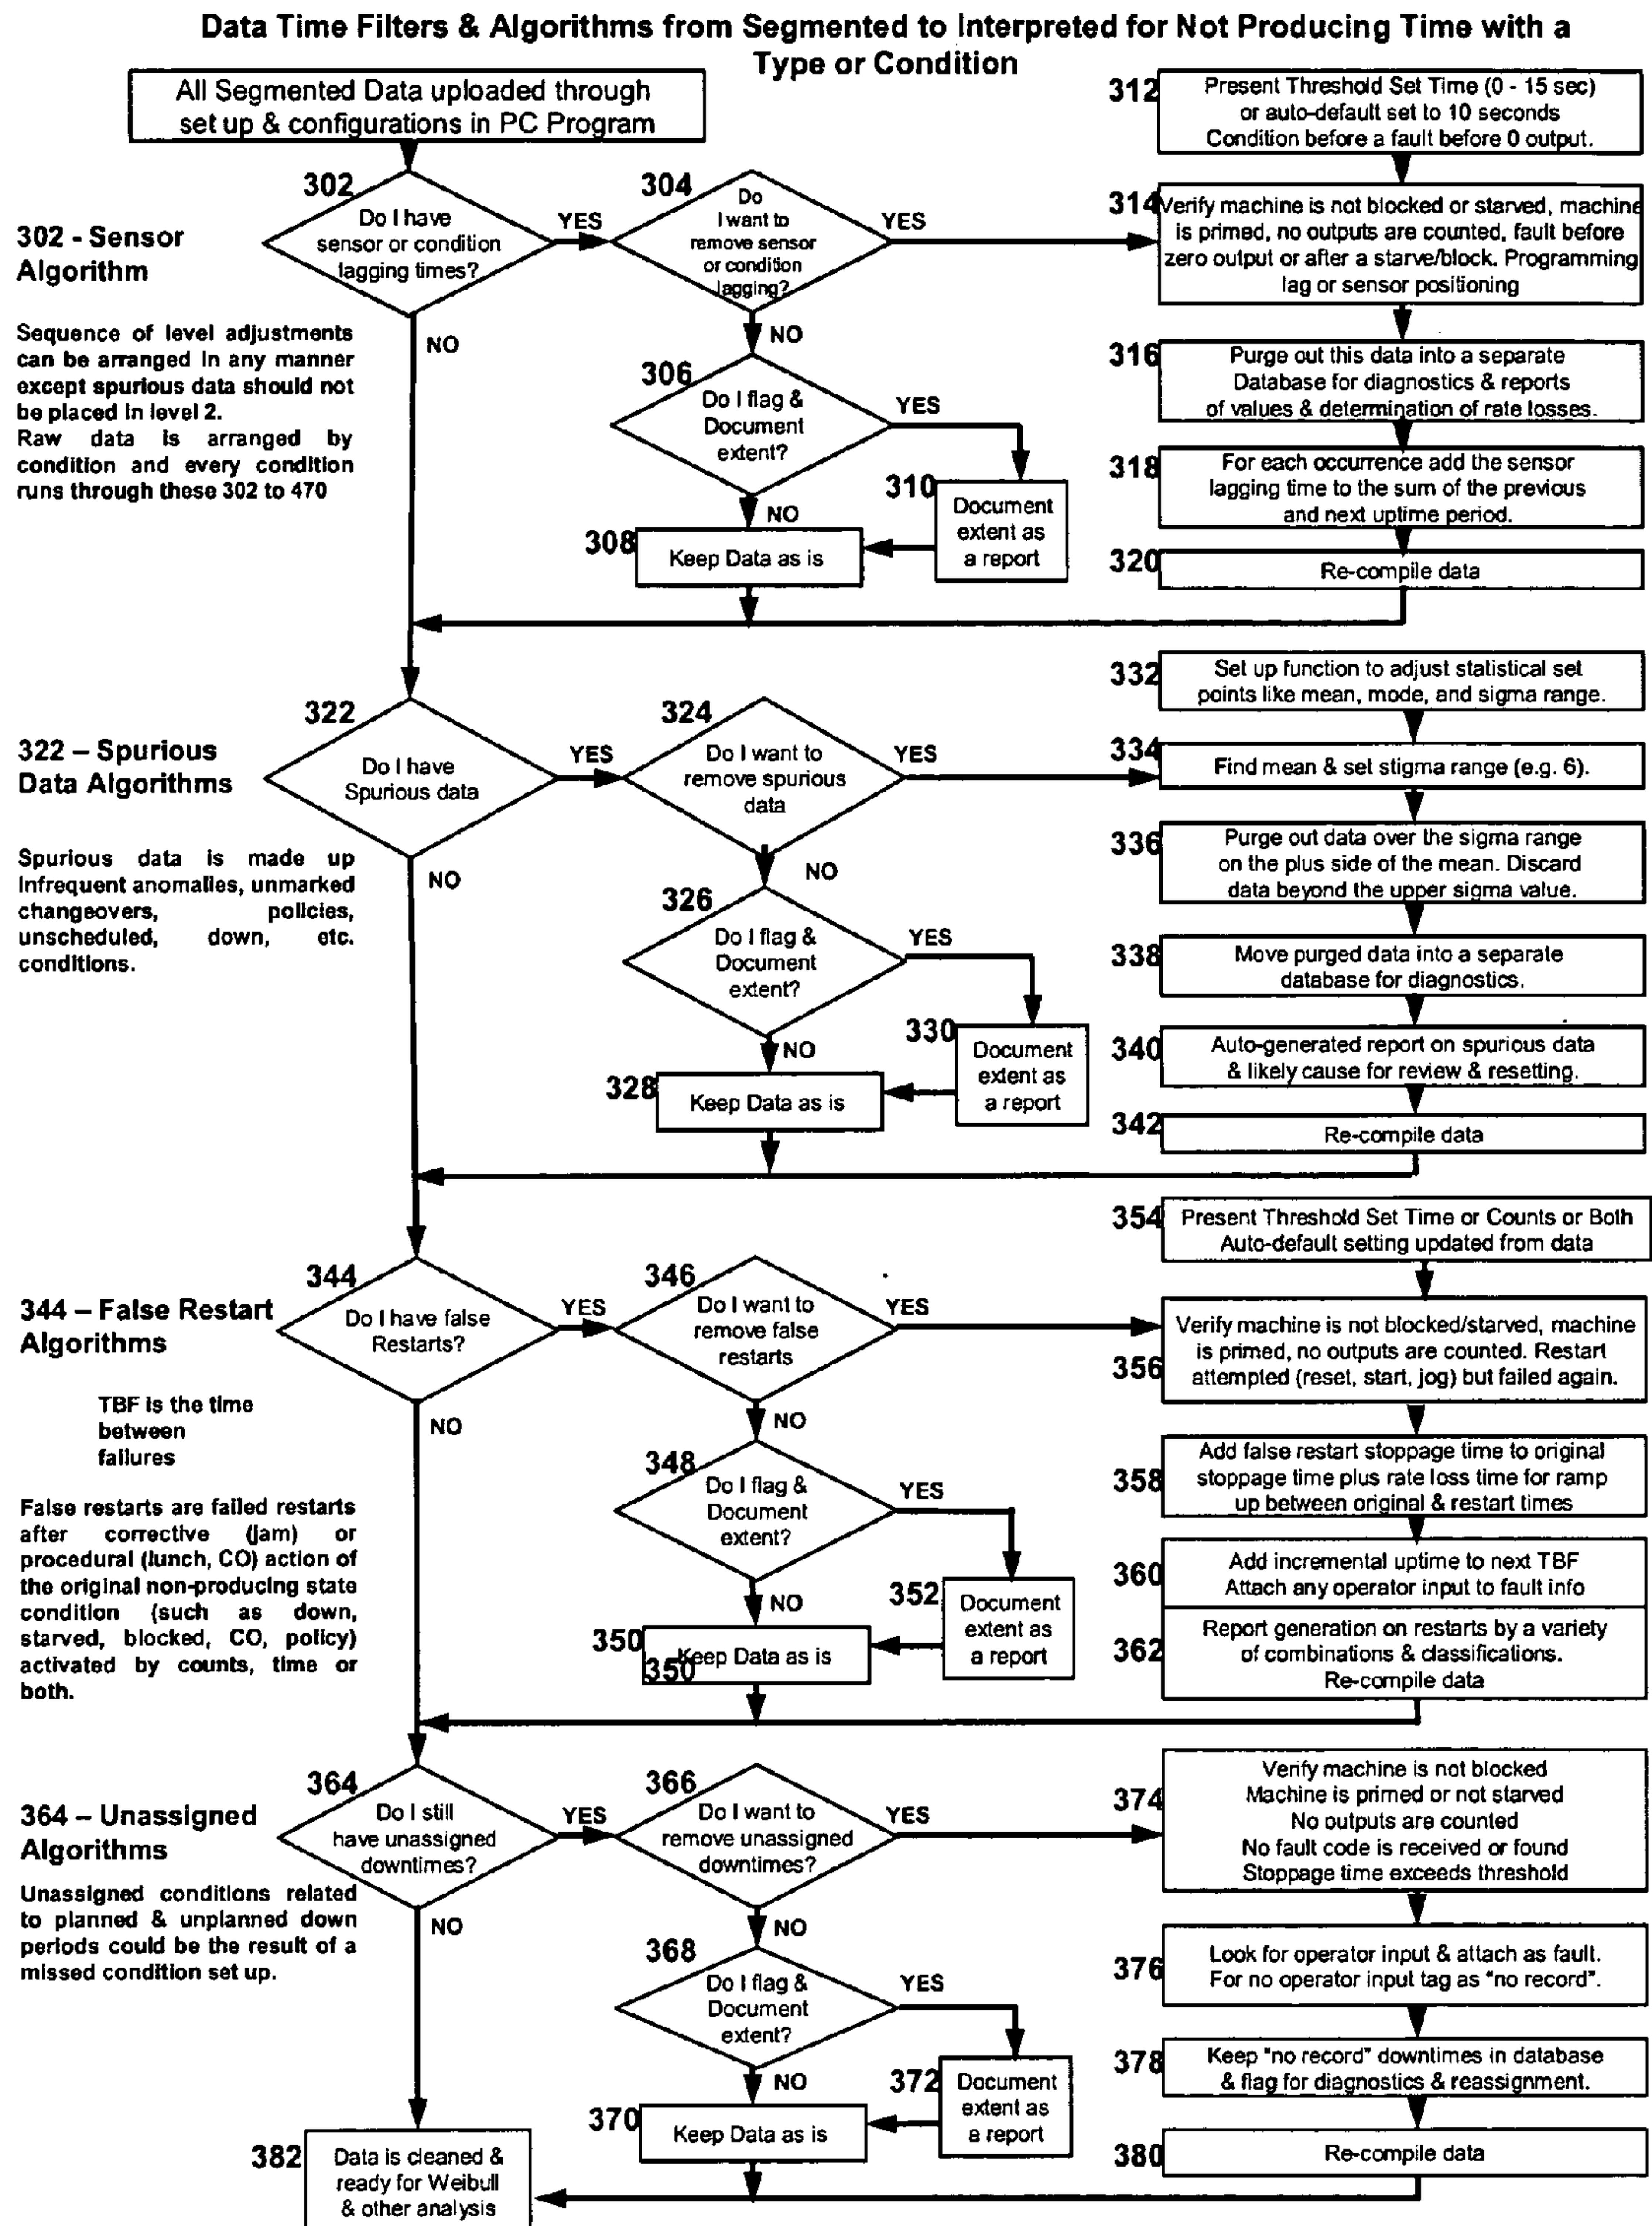 Data Time Filters & Algorithms from Segmented to Interpreted for Not Producing Time with a
Type or Condition
All Segmented Data uploaded through
set up & configurations in PC Program
312
Present Threshold Set Time (0 - 15 sec)
or auto-default set to 10 seconds
Condition before a fault before 0 output.
302 - Sensor
Algorithm
302
Do I have
sensor or condition
lagging times?
YES
NO
304
Do
I want to
remove sensor
or condition
lagging?
YES
NO
314
Verify machine is not blocked or starved, machine
is primed, no outputs are counted, fault before
zero output or after a starve/block. Programming
lag or sensor positioning
Sequence of level adjustments
can be arranged in any manner
except spurious data should not
be placed in level 2.
Raw data is arranged by
condition and every condition
runs through these 302 to 470
306
Do I flag &
Document
extent?
YES
NO
310
Document
extent as
a report
308
Keep Data as is
316
Purge out this data into a separate
Database for diagnostics & reports
of values & determination of rate losses.
318
For each occurrence add the sensor
lagging time to the sum of the previous
and next uptime period.
320
Re-compile data
332
Set up function to adjust statistical set
points like mean, mode, and sigma range.
322 – Spurious
Data Algorithms
322
Do I have
Spurious data
YES
NO
324
Do I want to
remove spurious
data
YES
NO
334
Find mean & set stigma range (e.g. 6).
Spurious data is made up
Infrequent anomalies, unmarked
changeovers, policies,
unscheduled, down, etc.
conditions.
326
Do I flag &
Document
extent?
YES
NO
330
Document
extent as
a report
328
Keep Data as is
336
Purge out data over the sigma range
on the plus side of the mean. Discard
data beyond the upper sigma value.
338
Move purged data into a separate
database for diagnostics.
340
Auto-generated report on spurious data
& likely cause for review & resetting.
342
Re-compile data
354
Present Threshold Set Time or Counts or Both
Auto-default setting updated from data
344 – False Restart
Algorithms
344
Do I have false
Restarts?
YES
NO
346
Do I want to
remove false
restarts
YES
NO
356
Verify machine is not blocked/starved, machine
is primed, no outputs are counted. Restart
attempted (reset, start, jog) but failed again.
TBF is the time
between
failures
False restarts are failed restarts
after corrective (jam) or
procedural (lunch, CO) action of
the original non-producing state
condition (such as down,
starved, blocked, CO, policy)
activated by counts, time or
both.
348
Do I flag &
Document
extent?
YES
NO
352
Document
extent as
a report
350
350
Keep Data as is
358
Add false restart stoppage time to original
stoppage time plus rate loss time for ramp
up between original & restart times
360
Add incremental uptime to next TBF
Attach any operator input to fault info
362
Report generation on restarts by a variety
of combinations & classifications.
Re-compile data
364 – Unassigned
Algorithms
364
Do I still
have unassigned
downtimes?
YES
NO
366
Do I want to
remove unassigned
downtimes?
YES
NO
374
Verify machine is not blocked
Machine is primed or not starved
No outputs are counted
No fault code is received or found
Stoppage time exceeds threshold
Unassigned conditions related
to planned & unplanned down
periods could be the result of a
missed condition set up.
368
Do I flag &
Document
extent?
YES
NO
372
Document
extent as
a report
370
Keep Data as is
376
Look for operator input & attach as fault.
For no operator input tag as "no record".
378
Keep "no record" downtimes in database
& flag for diagnostics & reassignment.
380
Re-compile data
382
Data is cleaned &
ready for Weibull
& other analysis